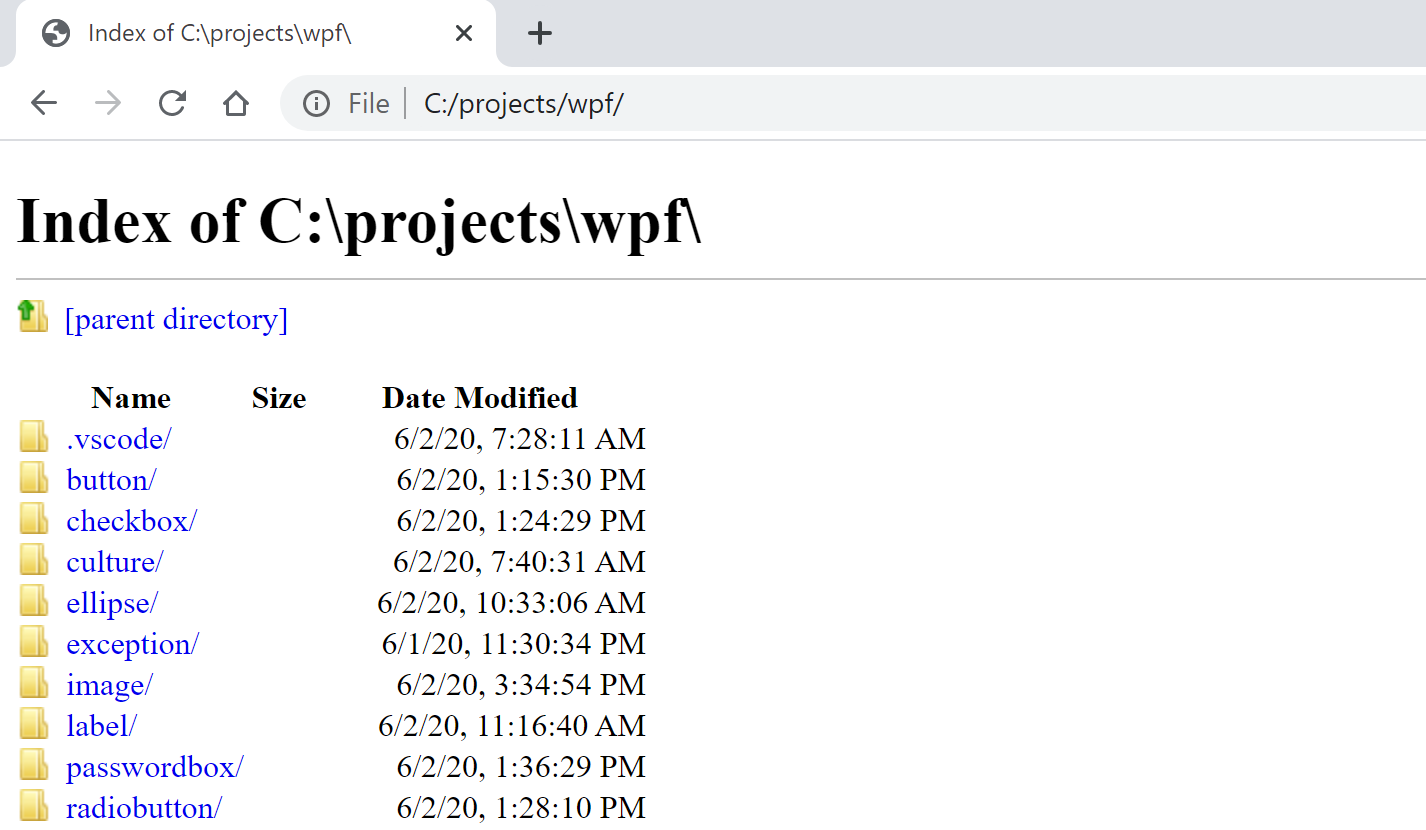 Index of C:\projects\wpf\
File C:/projects/wpf/
Index of C:\projects\wpf\
[parent directory]
Name Size Date Modified
.vscode/ 6/2/20, 7:28:11 AM
button/ 6/2/20, 1:15:30 PM
checkbox/ 6/2/20, 1:24:29 PM
culture/ 6/2/20, 7:40:31 AM
ellipse/ 6/2/20, 10:33:06 AM
exception/ 6/1/20, 11:30:34 PM
image/ 6/2/20, 3:34:54 PM
label/ 6/2/20, 11:16:40 AM
passwordbox/ 6/2/20, 1:36:29 PM
radiobutton/ 6/2/20, 1:28:10 PM